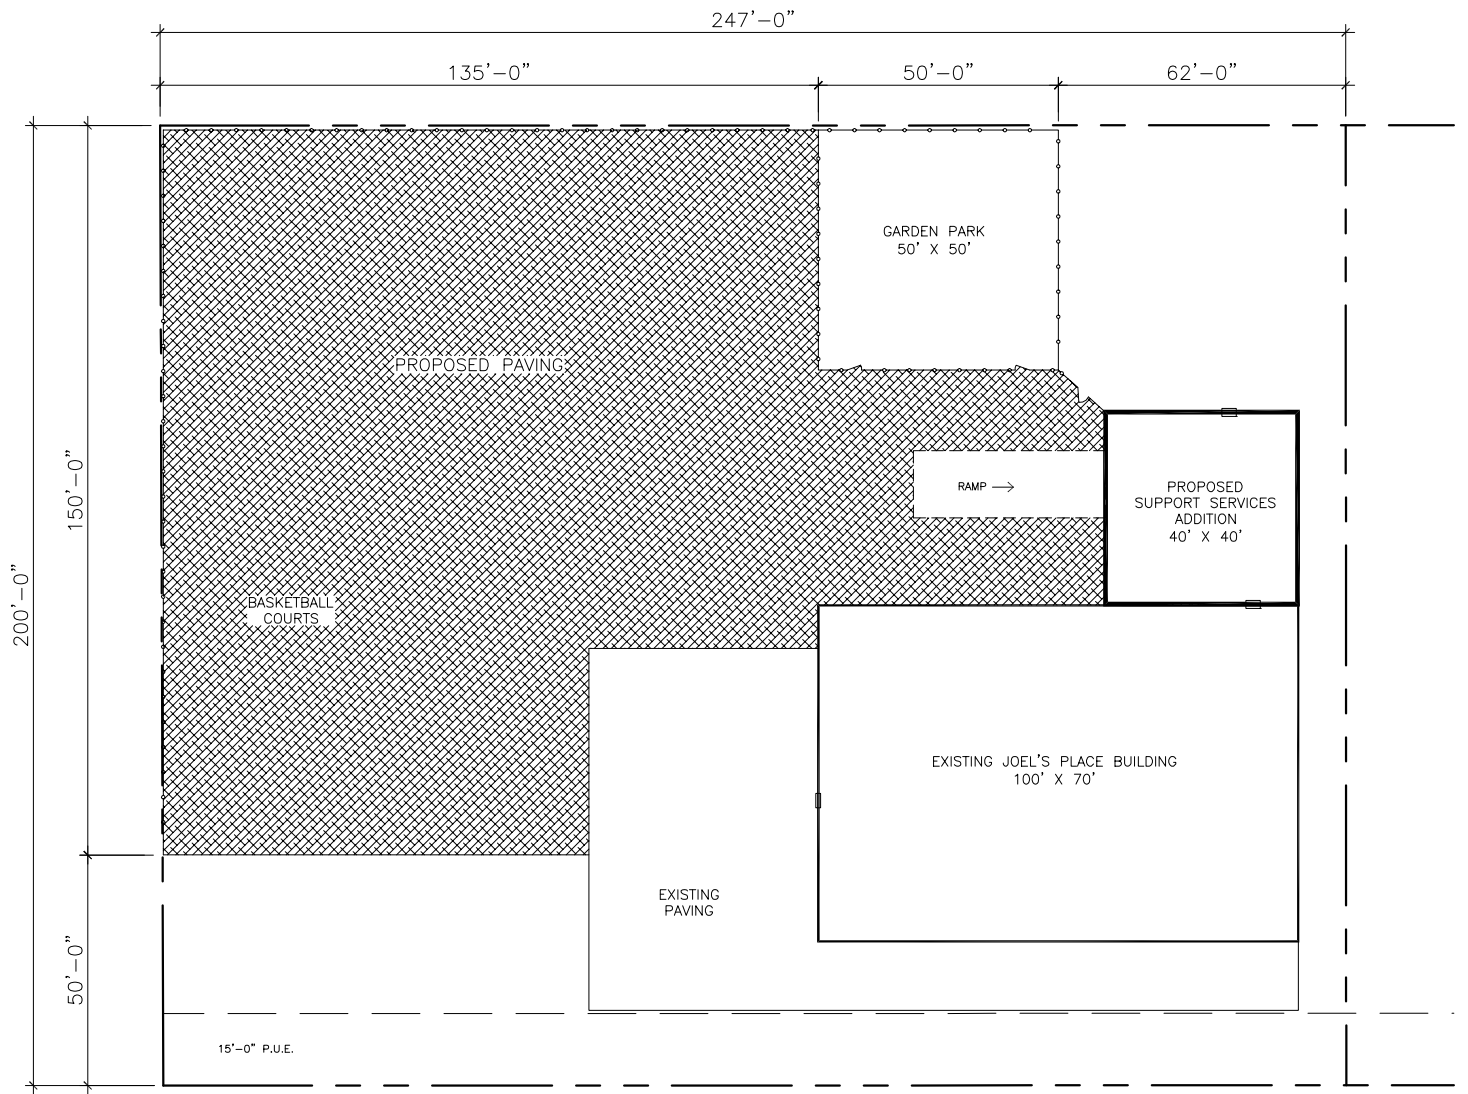 247'-0"
135'-0"
50'-0"
62'-0"
GARDEN PARK
50' X 50'
PROPOSED PAVING
150'-0"
200'-0"
RAMP
PROPOSED
SUPPORT SERVICES
ADDITION
40' X 40'
BASKETBALL
COURTS
EXISTING JOEL'S PLACE BUILDING
100' X 70'
EXISTING
PAVING
50'-0"
15'-0" P.U.E.